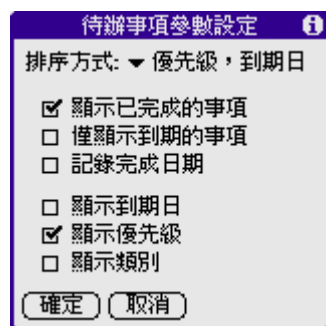 待辦事項參數設定
排序方式: 優先級，到期日
顯示已完成的事項
僅顯示到期的事項
記錄完成日期
顯示到期日
顯示優先級
顯示類別
確定 取消